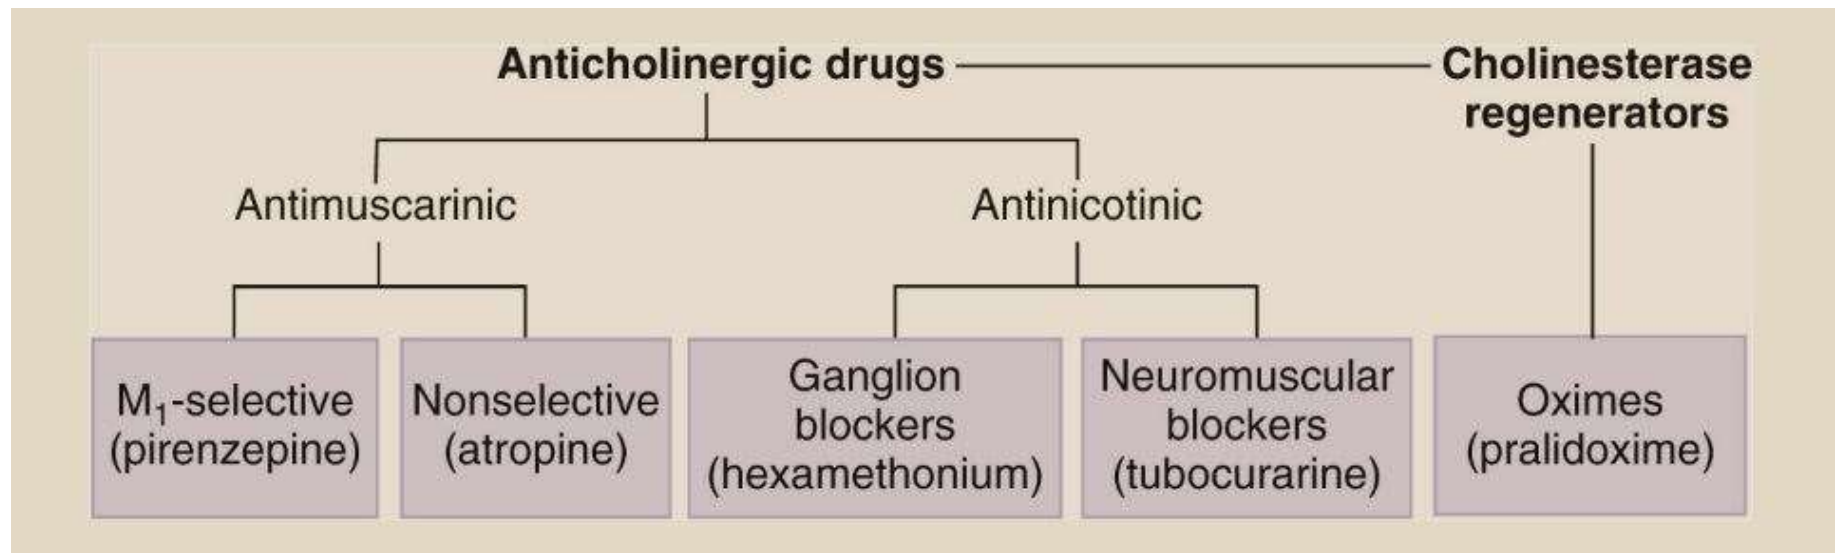 Anticholinergic drugs
Cholinesterase
regenerators
Antimuscarinic
Antinicotinic
M₁-selective
(pirenzepine)
Nonselective
(atropine)
Ganglion
blockers
(hexamethonium)
Neuromuscular
blockers
(tubocurarine)
Oximes
(pralidoxime)